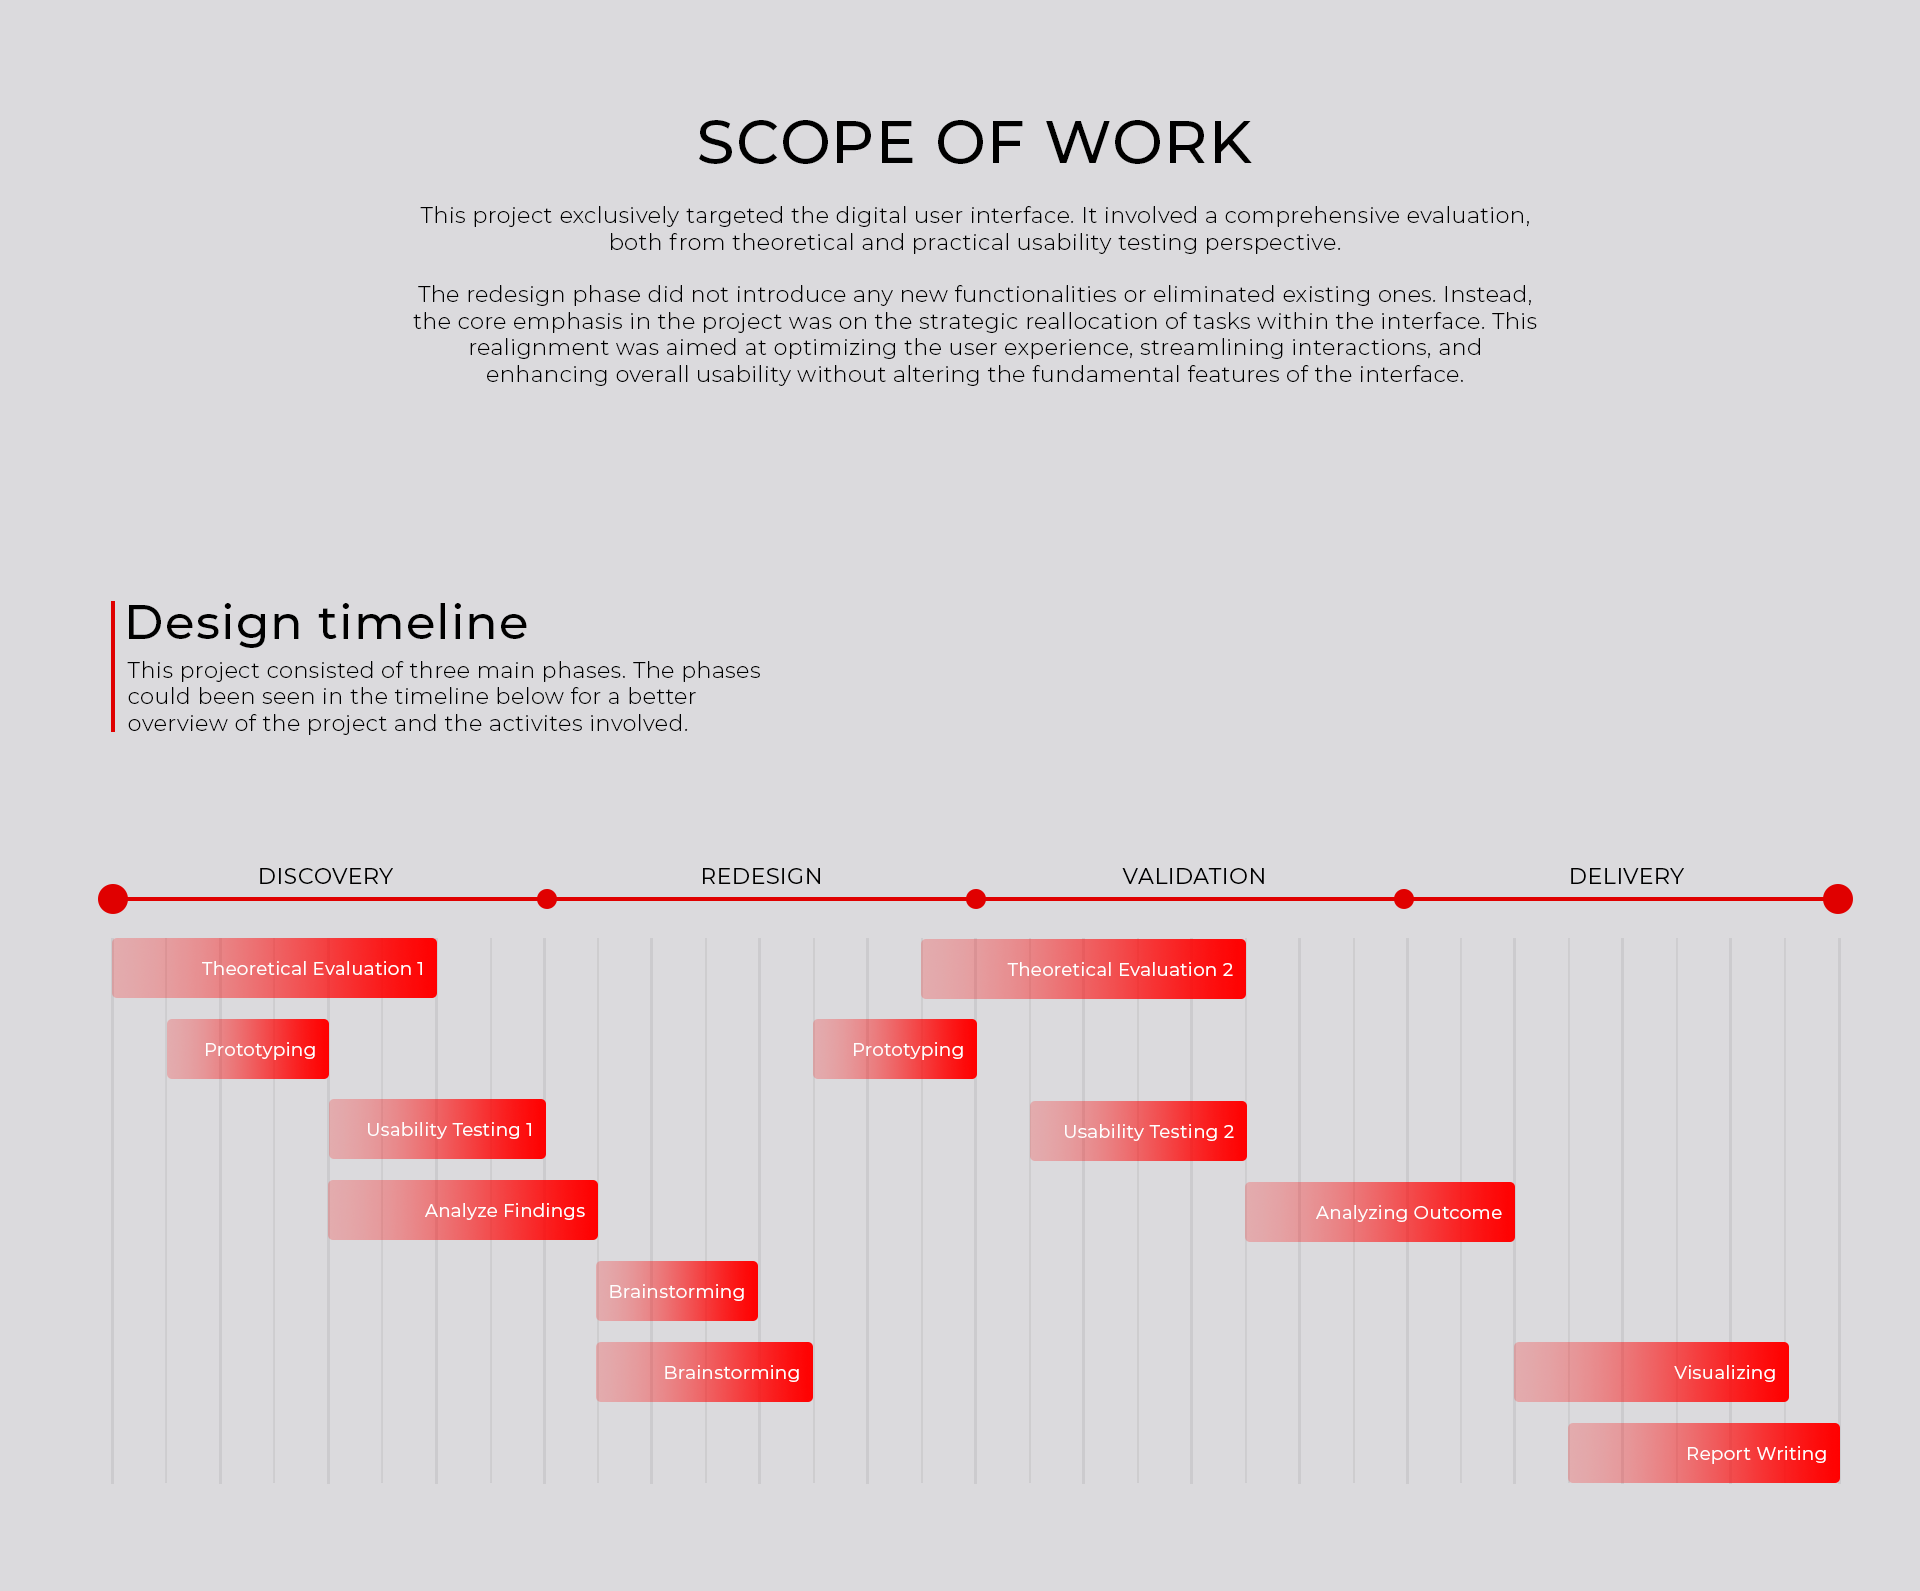 SCOPE OF WORK
This project exclusively targeted the digital user interface. It involved a comprehensive evaluation,
both from theoretical and practical usability testing perspective.
The redesign phase did not introduce any new functionalities or eliminated existing ones. Instead,
the core emphasis in the project was on the strategic reallocation of tasks within the interface. This
realignment was aimed at optimizing the user experience, streamlining interactions, and
enhancing overall usability without altering the fundamental features of the interface.
Design timeline
This project consisted of three main phases. The phases
could been seen in the timeline below for a better
overview of the project and the activites involved.
DISCOVERY
REDESIGN
VALIDATION
DELIVERY
Theoretical Evaluation 1
Theoretical Evaluation 2
Prototyping
Prototyping
Usability Testing 1
Usability Testing 2
Analyze Findings
Analyzing Outcome
Brainstorming
Brainstorming
Visualizing
Report Writing